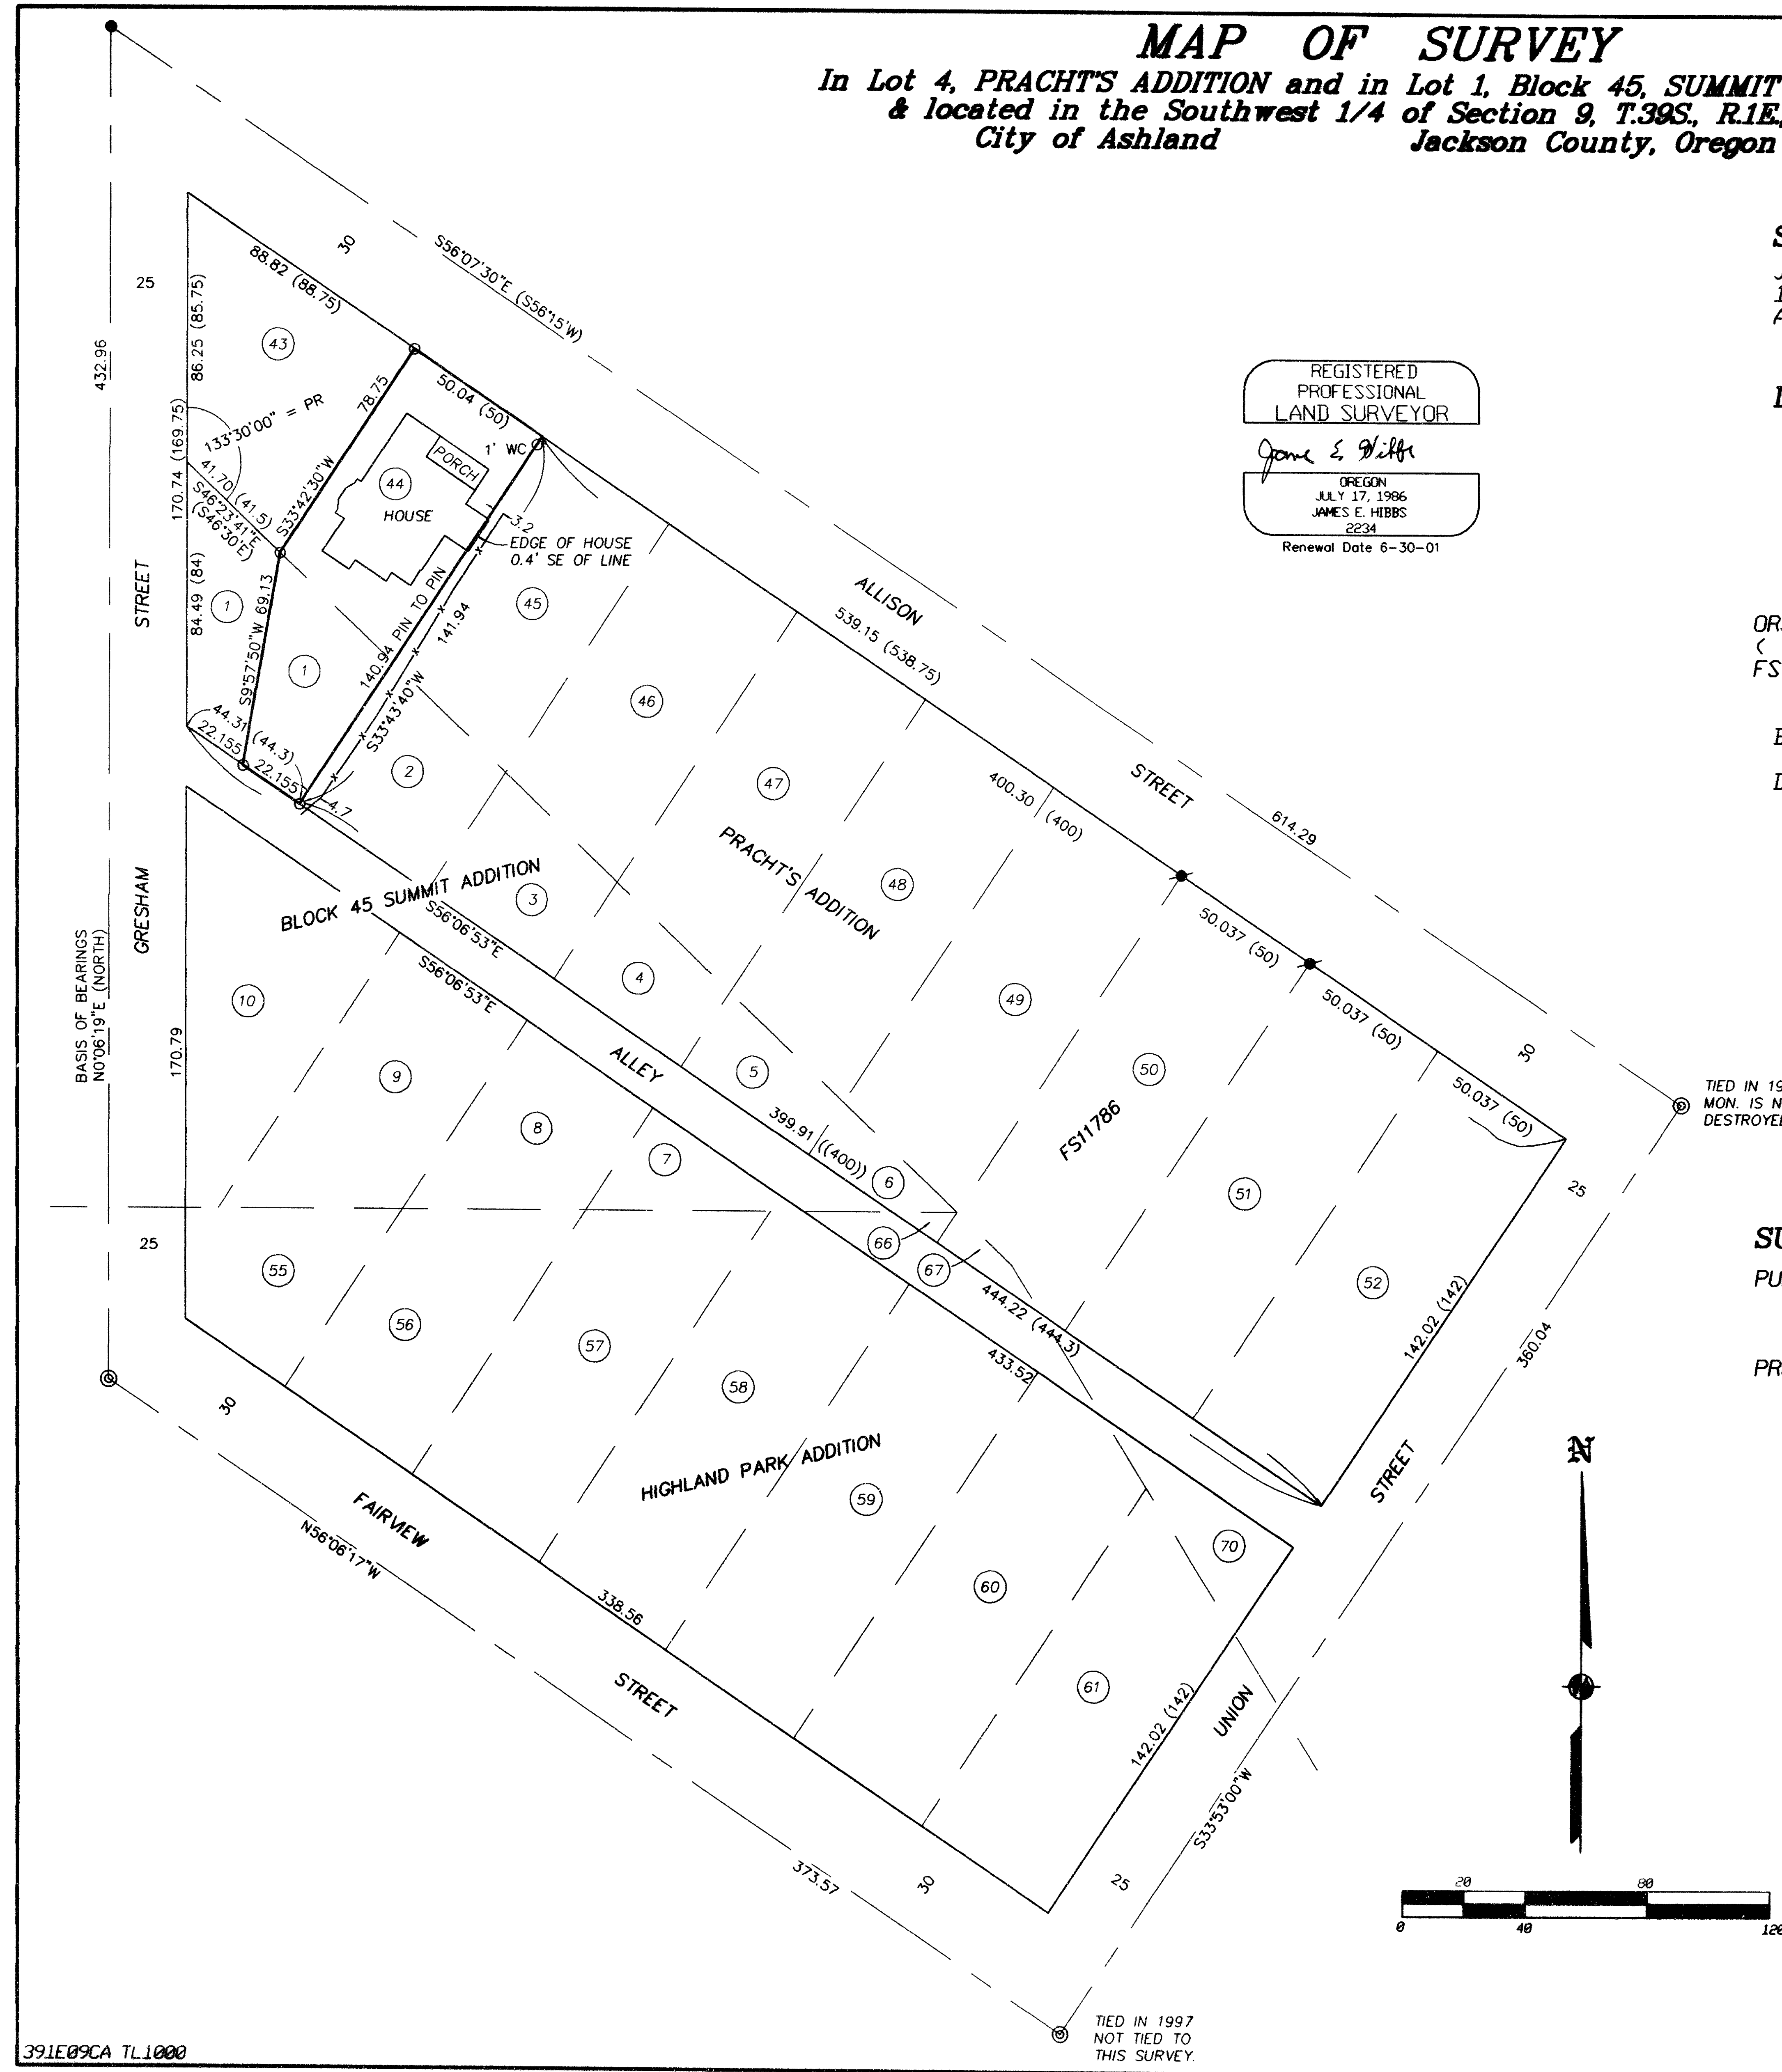 MAP OF SURVEY
In Lot 4, PRACHT'S ADDITION and in Lot 1, Block 45, SUMMIT
& located in the Southwest 1/4 of Section 9, T.39S., R.1E.,
City of Ashland Jackson County, Oregon
REGISTERED
PROFESSIONAL
LAND SURVEYOR
OREGON
JULY 17, 1986
JAMES E. HIBBS
2234
Renewal Date 6-30-01
30
S56°07'30"E (S56°15'W)
88.82 (88.75)
25
86.25 (85.75)
43
432.96
170.74 (169.75)
133°30'00" = PR
78.75
50.04 (50)
1' WC
PORCH
44
HOUSE
41.70 (41.5)
S46°23'41"E
(S46°30'E)
S33°42'30"W
3.2
EDGE OF HOUSE
0.4' SE OF LINE
STREET
84.49 (84)
1
S9°57'50"W 69.13
1
140.94 PIN TO PIN
141.94
S33°43'40"W
45
ALLISON
539.15 (538.75)
46
44.31 (44.3)
22.155
22.155
4.7
2
47
400.30 (400)
STREET
614.29
PRACHT'S ADDITION
48
GRESHAM
BLOCK 45 SUMMIT ADDITION
3
S56°06'53"E
S56°06'53"E
50.037 (50)
BASIS OF BEARINGS
N0°06'19"E (NORTH)
10
4
49
50.037 (50)
30
170.79
9
ALLEY
5
50
50.037 (50)
FS11786
8
399.91 ((400))
7
6
51
25
25
66
67
55
52
444.22 (444.3)
142.02 (142)
360.04
56
57
433.52
58
30
HIGHLAND PARK ADDITION
59
STREET
FAIRVIEW
N56°06'17"W
70
60
338.56
61
STREET
142.02 (142)
UNION
S33°53'00"W
373.57
30
25
N
20 80
0 40 120
TIED IN 19
MON. IS N
DESTROYE
TIED IN 1997
NOT TIED TO
THIS SURVEY.
391E09CA TL1000
OR
(
FS
SU
PU
PR